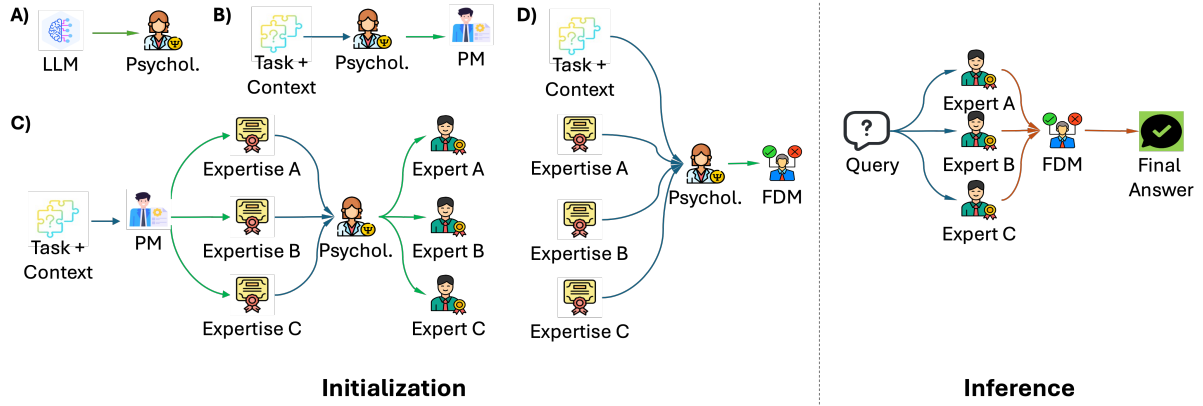 A)
LLM
Psychol.
B)
Task +
Context
Psychol.
PM
C)
Task +
Context
PM
Expertise A
Expertise B
Expertise C
Psychol.
Expert A
Expert B
Expert C
D)
Task +
Context
Expertise A
Expertise B
Expertise C
Psychol.
FDM
Initialization
?
Query
Expert A
Expert B
Expert C
FDM
Final
Answer
Inference